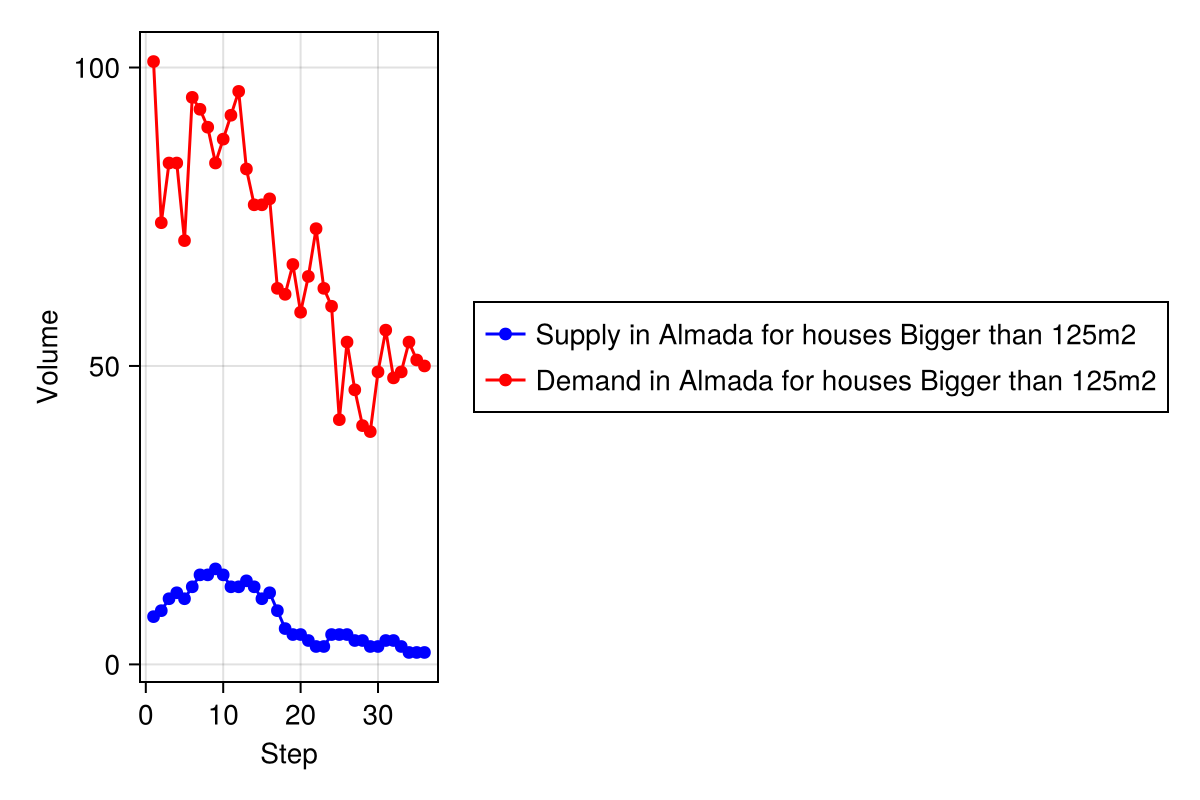 100
50
0
Volume
0 10 20 30
Step
Supply in Almada for houses Bigger than 125m2
Demand in Almada for houses Bigger than 125m2